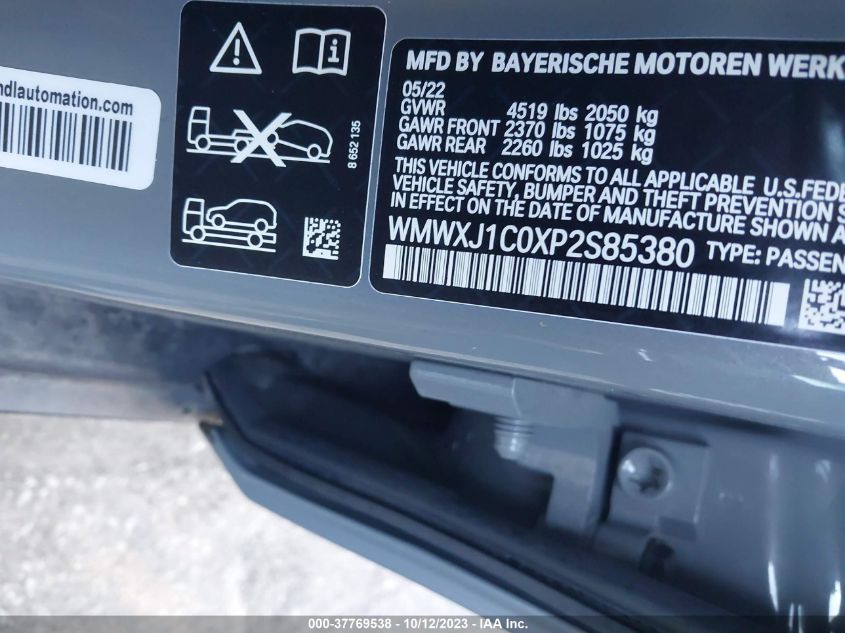 ndlautomation.com
8 652 135
MFD BY BAYERISCHE MOTOREN WERK
05/22
GVWR 4519 lbs 2050 kg
GAWR FRONT 2370 lbs 1075 kg
GAWR REAR 2260 lbs 1025 kg
THIS VEHICLE CONFORMS TO ALL APPLICABLE U.S.FEDE
VEHICLE SAFETY, BUMPER AND THEFT PREVENTION S
IN EFFECT ON THE DATE OF MANUFACTURE SHOWN A
WMWXJ1C0XP2S85380 TYPE: PASSEN
000-37769538 - 10/12/2023 - IAA Inc.